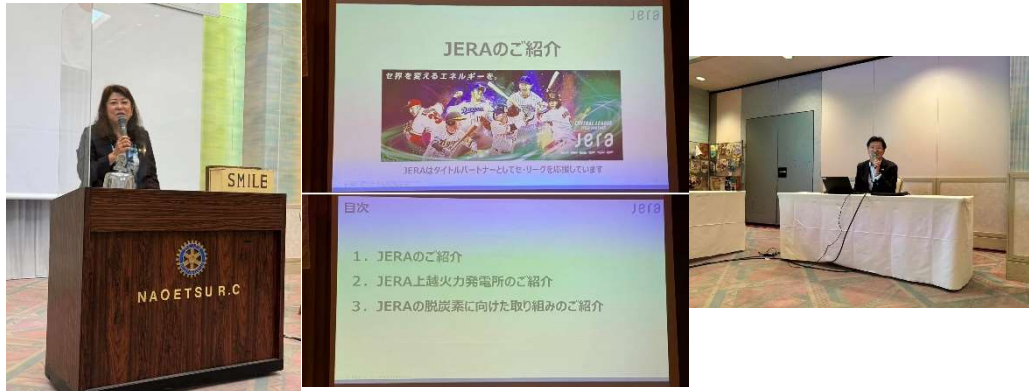 SMILE
NAOETSU R.C
Jera
JERAのご紹介
世界を変えるエネルギーを。
CENTRAL LEAGUE
Jera
JERAはタイトルパートナーとしてセ・リーグを応援しています
目次
Jera
1. JERAのご紹介
2. JERA上越火力発電所のご紹介
3. JERAの脱炭素に向けた取り組みのご紹介